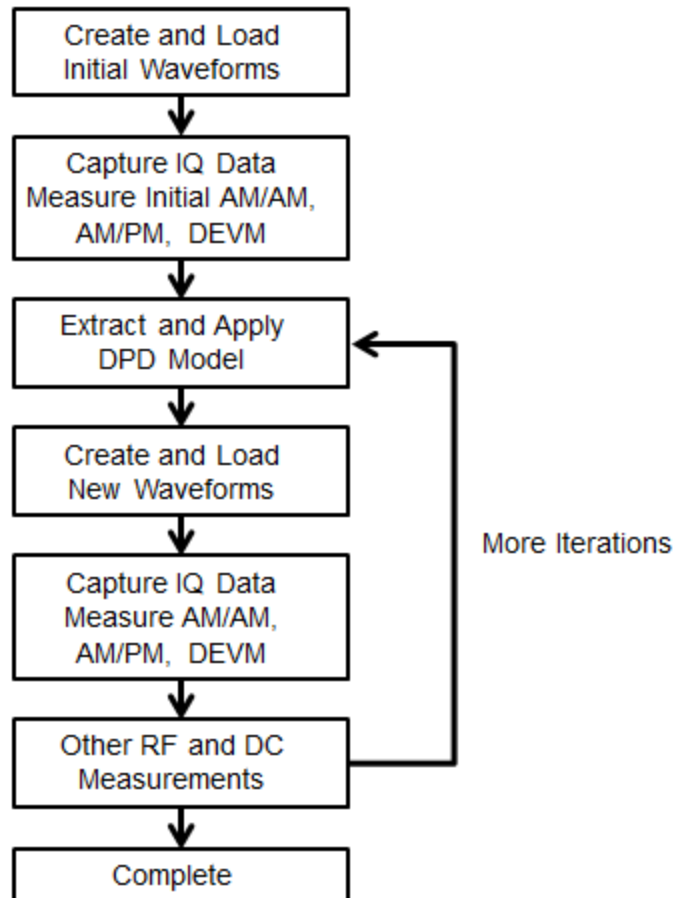 Create and Load
Initial Waveforms
Capture IQ Data
Measure Initial AM/AM,
AM/PM, DEVM
Extract and Apply
DPD Model
Create and Load
New Waveforms
More Iterations
Capture IQ Data
Measure AM/AM,
AM/PM, DEVM
Other RF and DC
Measurements
Complete